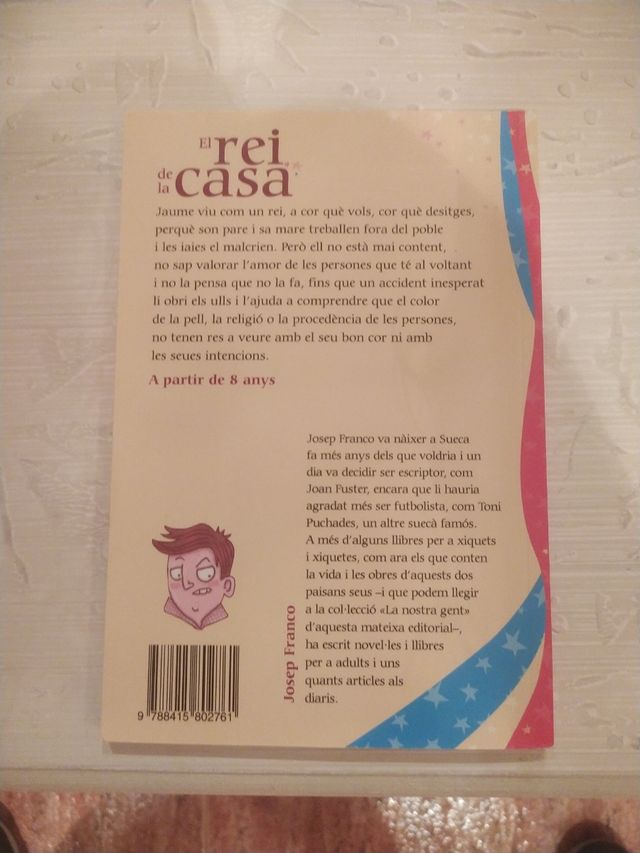 El rei
de la casa
Jaume viu com un rei, a cor què vols, cor què desitges,
perquè son pare i sa mare treballen fora del poble
i les iaies el malcrien. Però ell no està mai content,
no sap valorar l'amor de les persones que té al voltant
i no la pensa que no la fa, fins que un accident inesperat
li obri els ulls i l'ajuda a comprendre que el color
de la pell, la religió o la procedència de les persones,
no tenen res a veure amb el seu bon cor ni amb
les seues intencions.
A partir de 8 anys
Josep Franco va nàixer a Sueca
fa més anys dels que voldria i un
dia va decidir ser escriptor, com
Joan Fuster, encara que li hauria
agradat més ser futbolista, com Toni
Puchades, un altre suecà famós.
A més d'alguns llibres per a xiquets
i xiquetes, com ara els que conten
la vida i les obres d'aquests dos
paisans seus –i que podem llegir
a la col·lecció «La nostra gent»
d'aquesta mateixa editorial–,
ha escrit novel·les i llibres
per a adults i uns
quants articles als
diaris.
Josep Franco
9 788415 802761